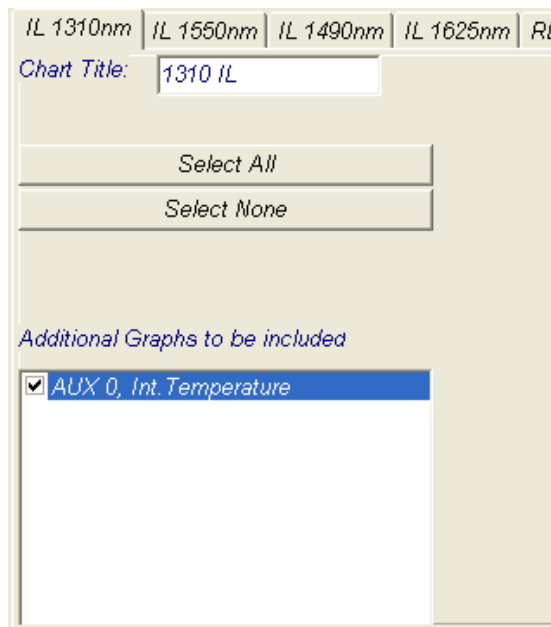 IL 1310nm IL 1550nm IL 1490nm IL 1625nm
Chart Title: 1310 IL
Select All
Select None
Additional Graphs to be included
AUX 0, Int.Temperature